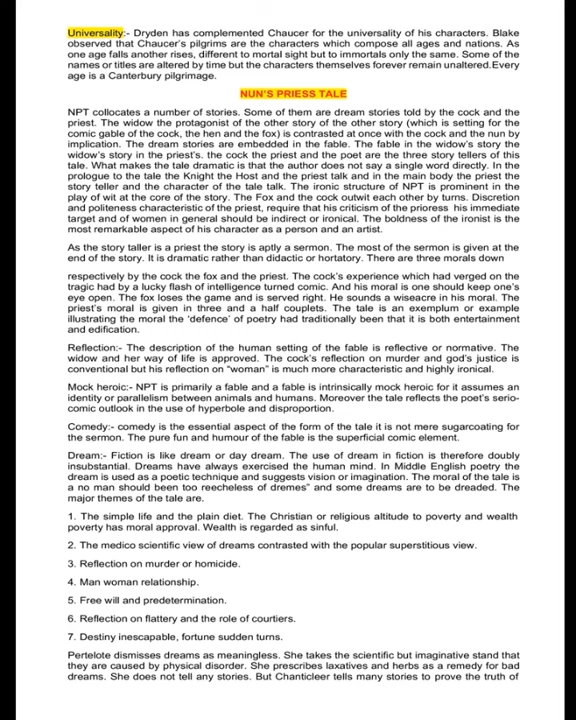 Universality:- Dryden has complemented Chaucer for the universality of his characters. Blake
observed that Chaucer's pilgrims are the characters which compose all ages and nations. As
one age falls another rises, different to mortal sight but to immortals only the same. Some of the
names or titles are altered by time but the characters themselves forever remain unaltered.Every
age is a Canterbury pilgrimage.
NUN'S PRIESS TALE
NPT collocates a number of stories. Some of them are dream stories told by the cock and the
priest. The widow the protagonist of the other story of the other story (which is setting for the
comic gable of the cock, the hen and the fox) is contrasted at once with the cock and the nun by
implication. The dream stories are embedded in the fable. The fable in the widow's story the
widow's story in the priest's. the cock the priest and the poet are the three story tellers of this
tale. What makes the tale dramatic is that the author does not say a single word directly. In the
prologue to the tale the Knight the Host and the priest talk and in the main body the priest the
story teller and the character of the tale talk. The ironic structure of NPT is prominent in the
play of wit at the core of the story. The Fox and the cock outwit each other by turns. Discretion
and politeness characteristic of the priest, require that his criticism of the prioress his immediate
target and of women in general should be indirect or ironical. The boldness of the ironist is the
most remarkable aspect of his character as a person and an artist.
As the story taller is a priest the story is aptly a sermon. The most of the sermon is given at the
end of the story. It is dramatic rather than didactic or hortatory. There are three morals down
respectively by the cock the fox and the priest. The cock's experience which had verged on the
tragic had by a lucky flash of intelligence turned comic. And his moral is one should keep one's
eye open. The fox loses the game and is served right. He sounds a wiseacre in his moral. The
priest's moral is given in three and a half couplets. The tale is an exemplum or example
illustrating the moral the 'defence' of poetry had traditionally been that it is both entertainment
and edification.
Reflection:- The description of the human setting of the fable is reflective or normative. The
widow and her way of life is approved. The cock's reflection on murder and god's justice is
conventional but his reflection on "woman" is much more characteristic and highly ironical.
Mock heroic:- NPT is primarily a fable and a fable is intrinsically mock heroic for it assumes an
identity or parallelism between animals and humans. Moreover the tale reflects the poet's serio-
comic outlook in the use of hyperbole and disproportion.
Comedy:- comedy is the essential aspect of the form of the tale it is not mere sugarcoating for
the sermon. The pure fun and humour of the fable is the superficial comic element.
Dream:- Fiction is like dream or day dream. The use of dream in fiction is therefore doubly
insubstantial. Dreams have always exercised the human mind. In Middle English poetry the
dream is used as a poetic technique and suggests vision or imagination. The moral of the tale is
a no man should been too reecheless of dremes" and some dreams are to be dreaded. The
major themes of the tale are.
1. The simple life and the plain diet. The Christian or religious altitude to poverty and wealth
poverty has moral approval. Wealth is regarded as sinful.
2. The medico scientific view of dreams contrasted with the popular superstitious view.
3. Reflection on murder or homicide.
4. Man woman relationship.
5. Free will and predetermination.
6. Reflection on flattery and the role of courtiers.
7. Destiny inescapable, fortune sudden turns.
Pertelote dismisses dreams as meaningless. She takes the scientific but imaginative stand that
they are caused by physical disorder. She prescribes laxatives and herbs as a remedy for bad
dreams. She does not tell any stories. But Chanticleer tells many stories to prove the truth of